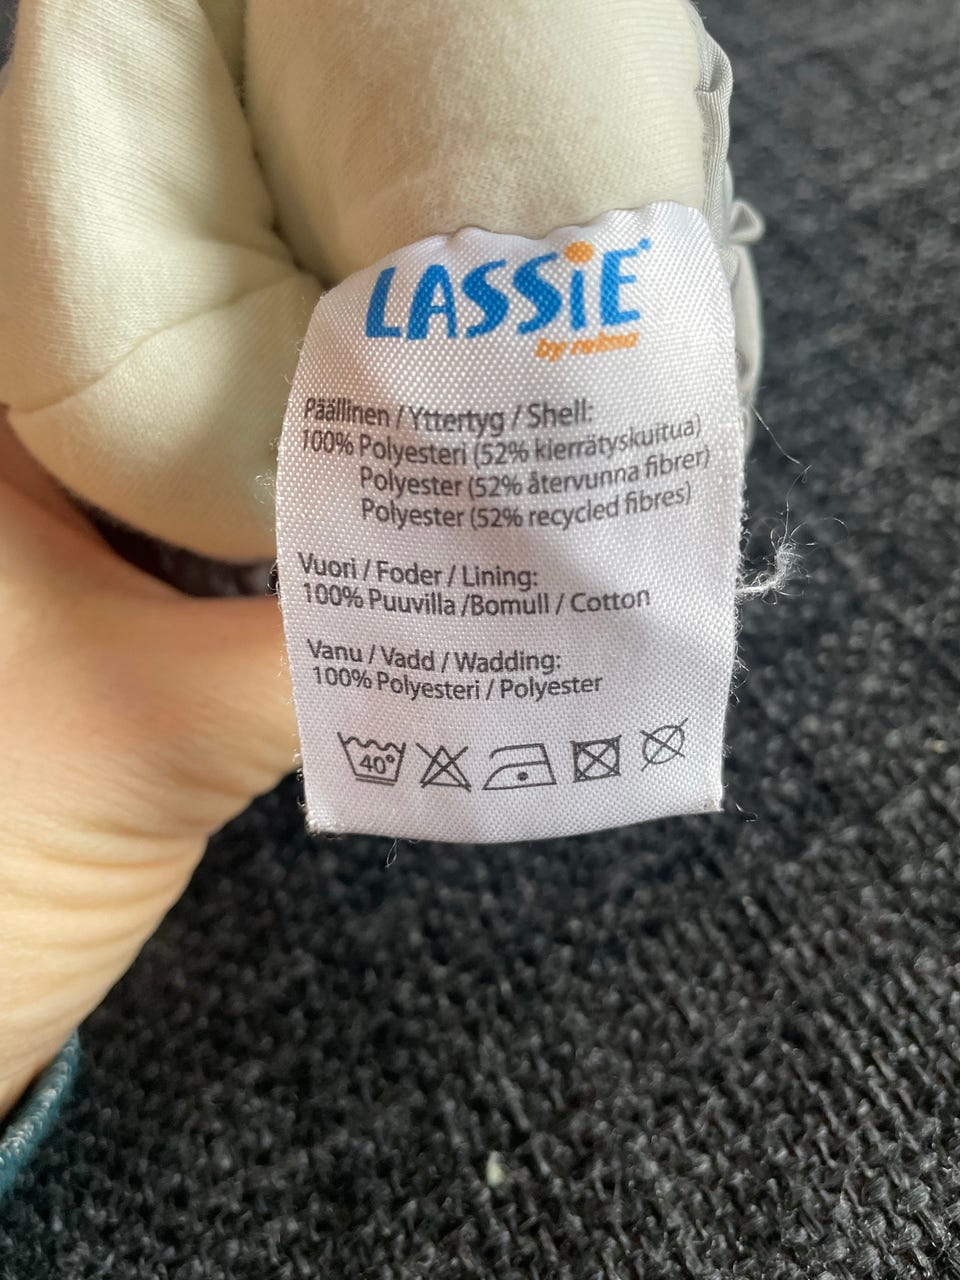 LASSiE®
by reima
Päällinen / Yttertyg / Shell:
100% Polyesteri (52% kierrätyskuitua)
Polyester (52% återvunna fibrer)
Polyester (52% recycled fibres)
Vuori / Foder / Lining:
100% Puuvilla /Bomull / Cotton
Vanu / Vadd / Wadding:
100% Polyesteri / Polyester
40°